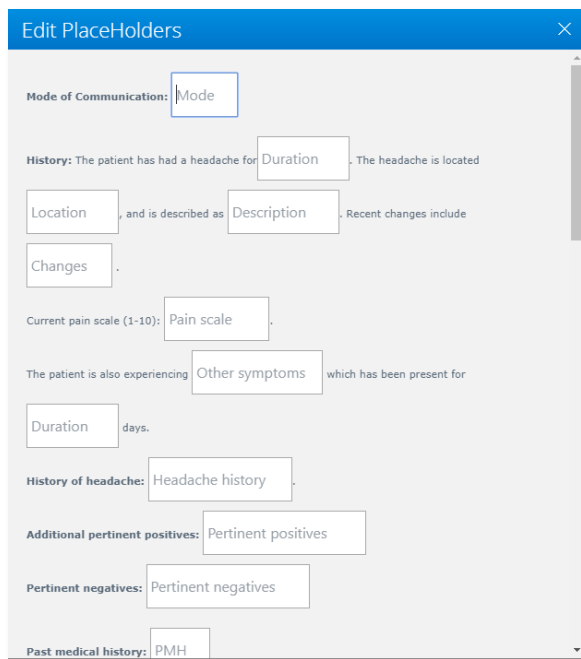 Edit PlaceHolders
Mode of Communication: Mode
History: The patient has had a headache for Duration . The headache is located
Location , and is described as Description . Recent changes include
Changes .
Current pain scale (1-10): Pain scale .
The patient is also experiencing Other symptoms which has been present for
Duration days.
History of headache: Headache history .
Additional pertinent positives: Pertinent positives
Pertinent negatives: Pertinent negatives
Past medical history: PMH